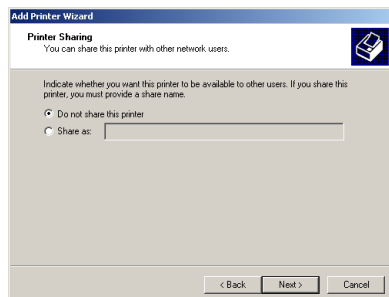 Add Printer Wizard
Printer Sharing
You can share this printer with other network users.
Indicate whether you want this printer to be available to other users. If you share this
printer, you must provide a share name.
Do not share this printer
Share as:
< Back Next > Cancel